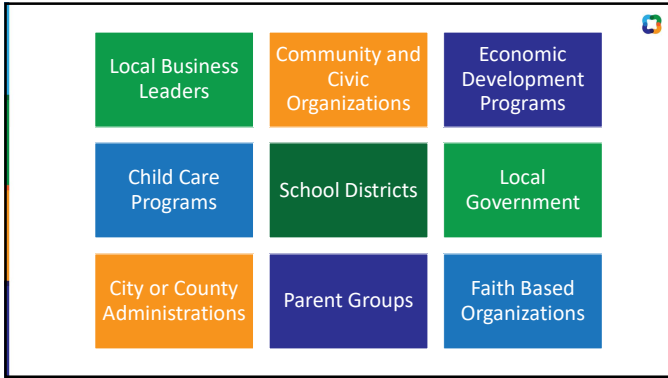 Local Business
Leaders
Community and
Civic
Organizations
Economic
Development
Programs
Child Care
Programs
School Districts
Local
Government
City or County
Administrations
Parent Groups
Faith Based
Organizations